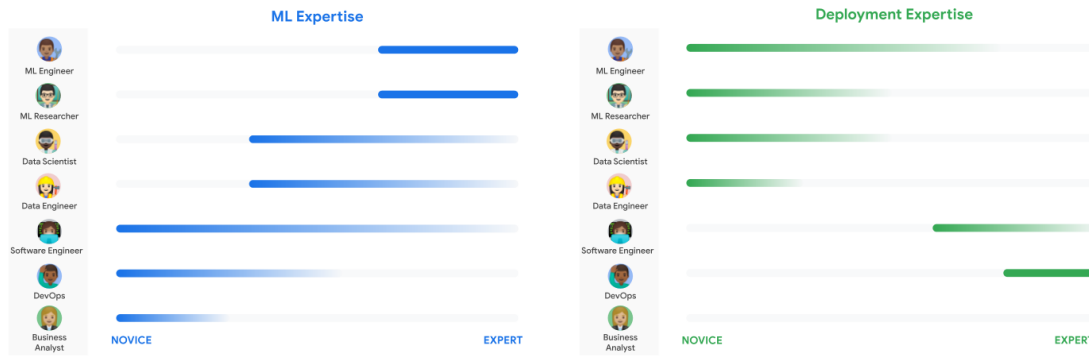 ML Expertise
ML Engineer
ML Researcher
Data Scientist
Data Engineer
Software Engineer
DevOps
Business
Analyst
NOVICE
EXPERT
Deployment Expertise
ML Engineer
ML Researcher
Data Scientist
Data Engineer
Software Engineer
DevOps
Business
Analyst
NOVICE
EXPERT